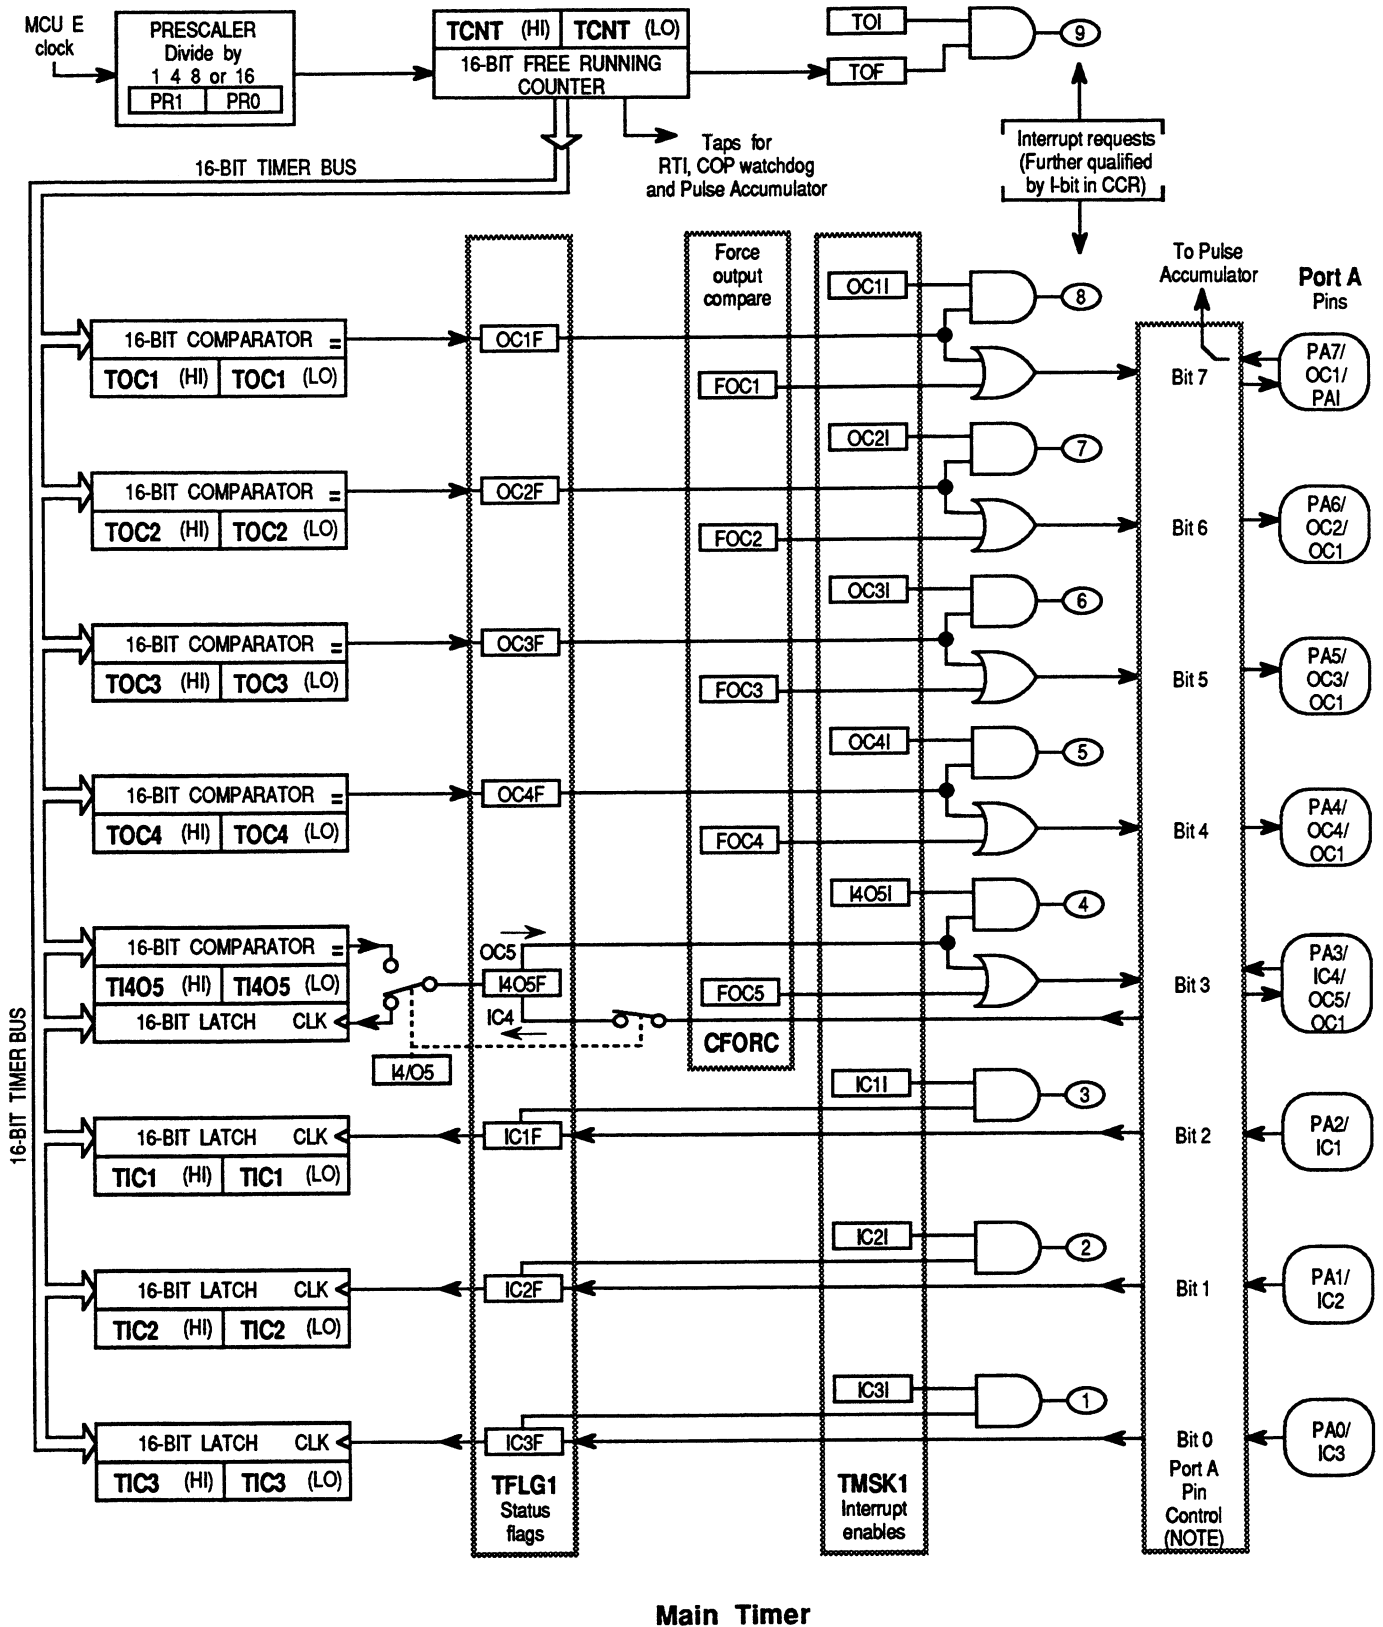 MCU E
clock
PRESCALER
Divide by
1 4 8 or 16
PR1 PR0
TCNT (HI) TCNT (LO)
16-BIT FREE RUNNING
COUNTER
TOI
TOF
9
Taps for
RTI, COP watchdog
and Pulse Accumulator
Interrupt requests
(Further qualified
by I-bit in CCR)
16-BIT TIMER BUS
16-BIT TIMER BUS
Force
output
compare
To Pulse
Accumulator
Port A
Pins
OC1I
8
16-BIT COMPARATOR =
TOC1 (HI) TOC1 (LO)
OC1F
FOC1
Bit 7
PA7/
OC1/
PAI
OC2I
7
16-BIT COMPARATOR =
TOC2 (HI) TOC2 (LO)
OC2F
FOC2
Bit 6
PA6/
OC2/
OC1
OC3I
6
16-BIT COMPARATOR =
TOC3 (HI) TOC3 (LO)
OC3F
FOC3
Bit 5
PA5/
OC3/
OC1
OC4I
5
16-BIT COMPARATOR =
TOC4 (HI) TOC4 (LO)
OC4F
FOC4
Bit 4
PA4/
OC4/
OC1
I4O5I
4
16-BIT COMPARATOR =
TI4O5 (HI) TI4O5 (LO)
16-BIT LATCH CLK
OC5
I4O5F
IC4
I4/O5
FOC5
CFORC
Bit 3
PA3/
IC4/
OC5/
OC1
IC1I
3
16-BIT LATCH CLK
TIC1 (HI) TIC1 (LO)
IC1F
Bit 2
PA2/
IC1
IC2I
2
16-BIT LATCH CLK
TIC2 (HI) TIC2 (LO)
IC2F
Bit 1
PA1/
IC2
IC3I
1
16-BIT LATCH CLK
TIC3 (HI) TIC3 (LO)
IC3F
Bit 0
PA0/
IC3
TFLG1
Status
flags
TMSK1
Interrupt
enables
Port A
Pin
Control
(NOTE)
Main Timer